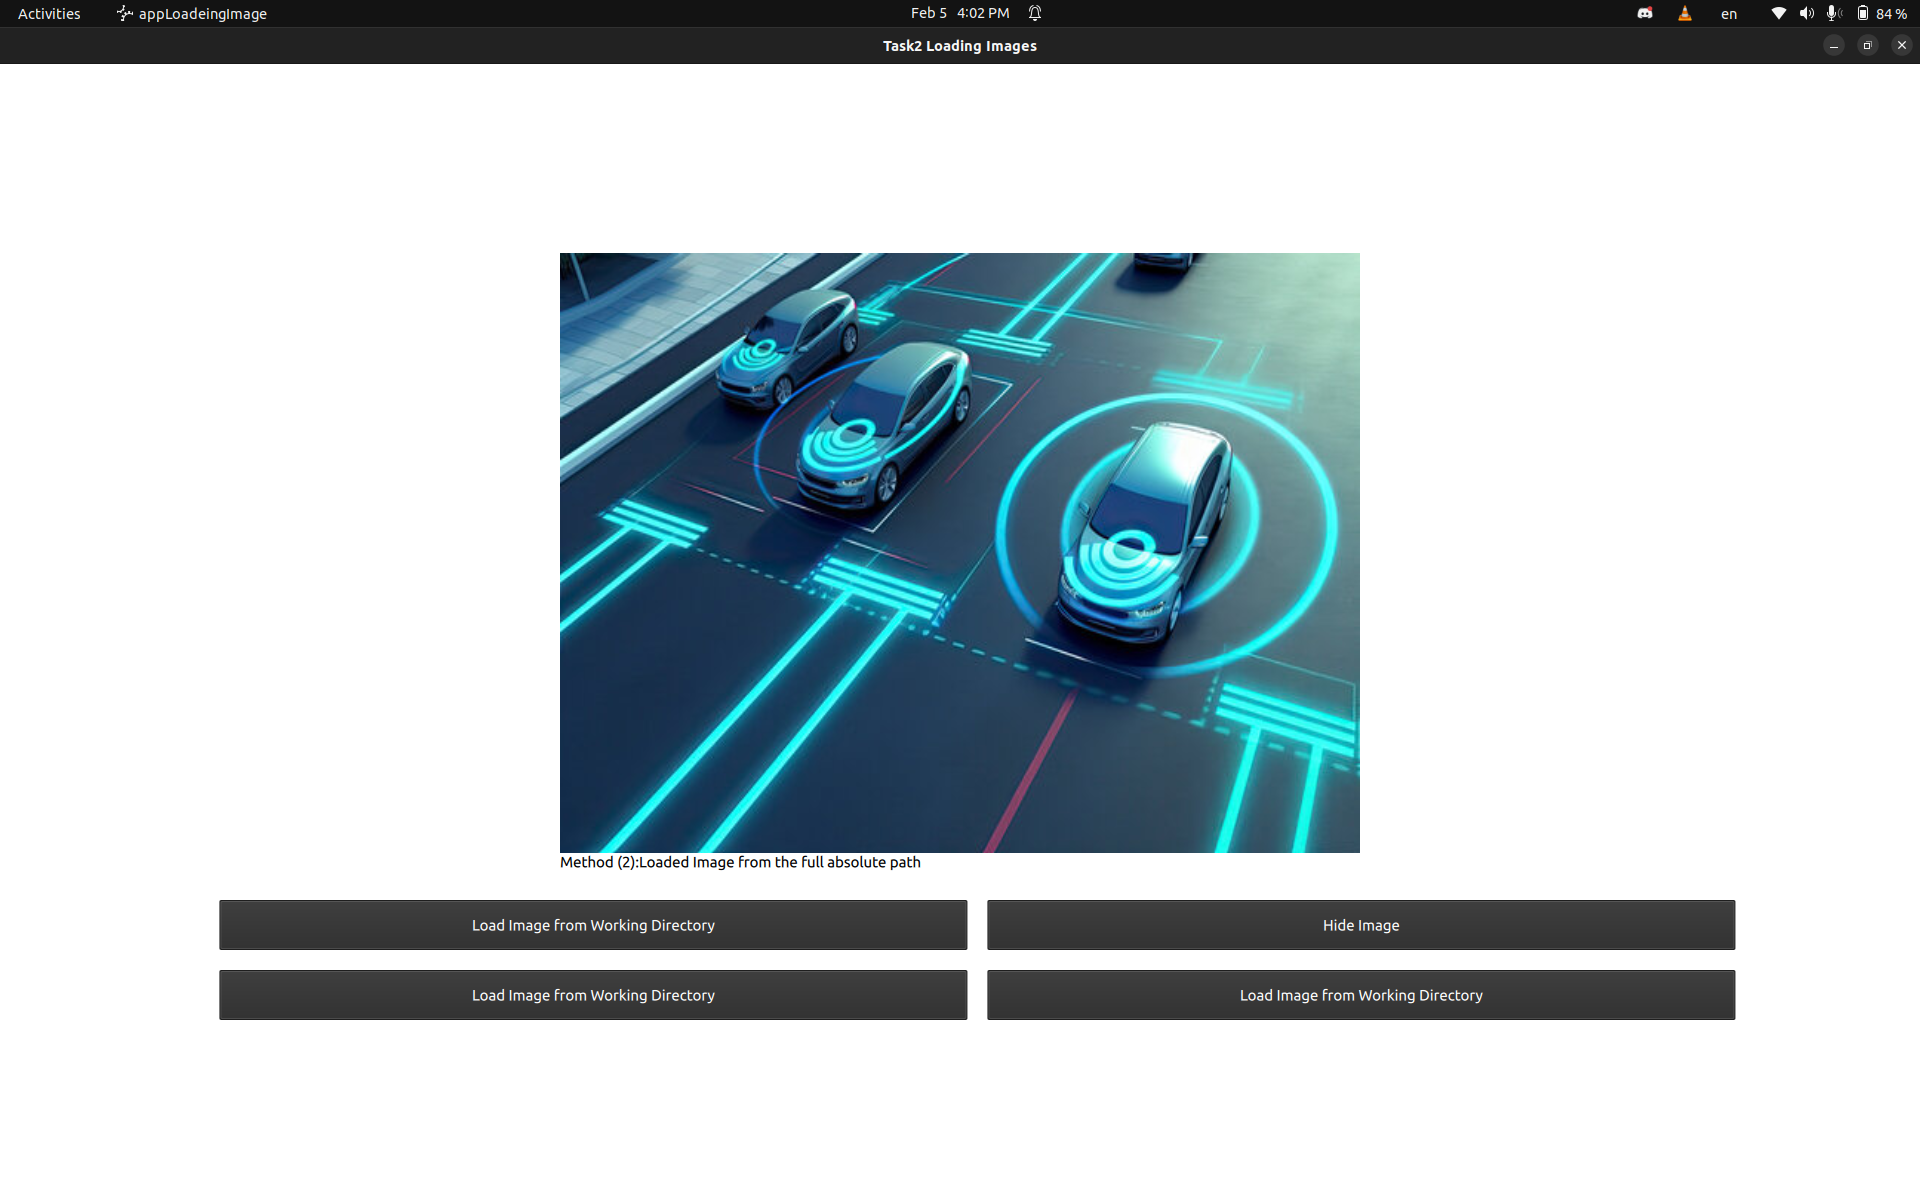 Activities appLoadeingImage Feb 5 4:02 PM en 84 %
Task2 Loading Images
Method (2):Loaded Image from the full absolute path
Load Image from Working Directory Hide Image
Load Image from Working Directory Load Image from Working Directory